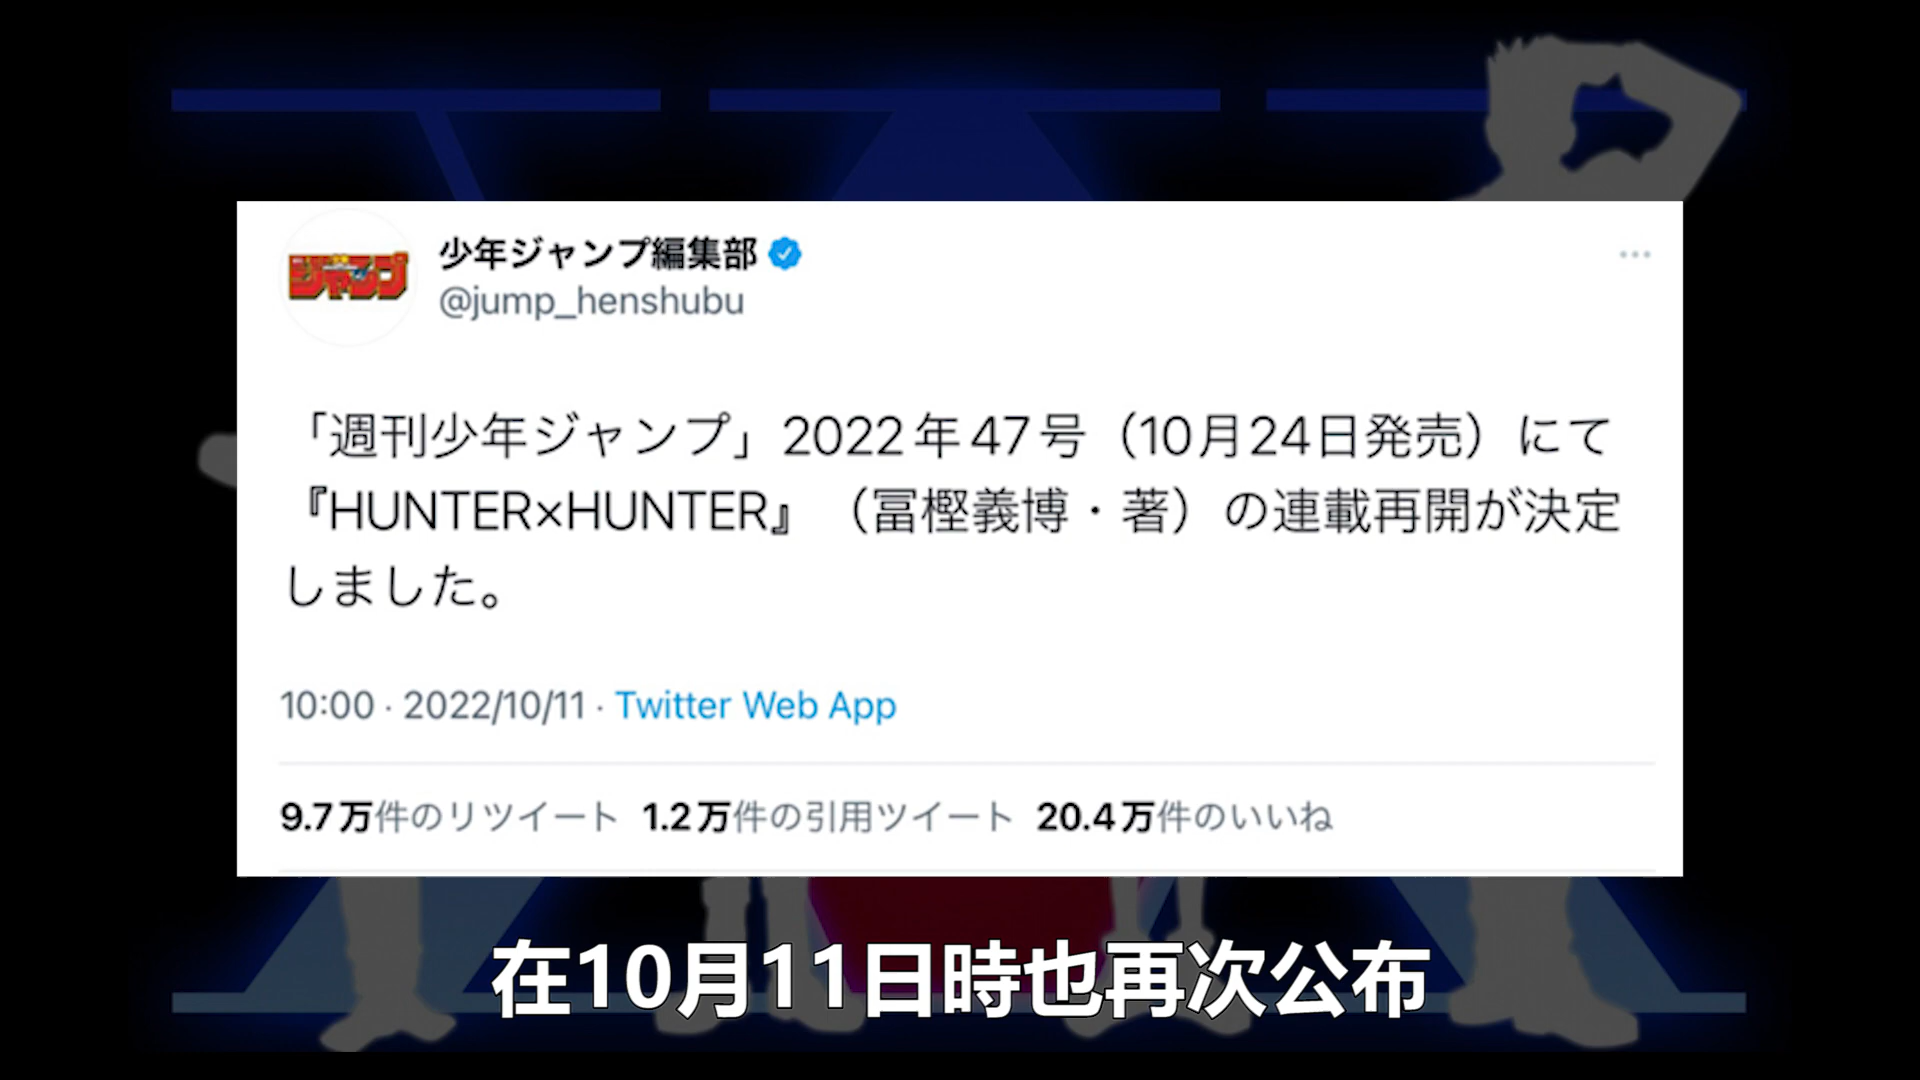 ジャンプ
少年ジャンプ編集部
@jump_henshubu
「週刊少年ジャンプ」2022年47号（10月24日発売）にて
『HUNTER×HUNTER』（冨樫義博・著）の連載再開が決定
しました。
10:00 · 2022/10/11 · Twitter Web App
9.7万件のリツイート 1.2万件の引用ツイート 20.4万件のいいね
在10月11日時也再次公布